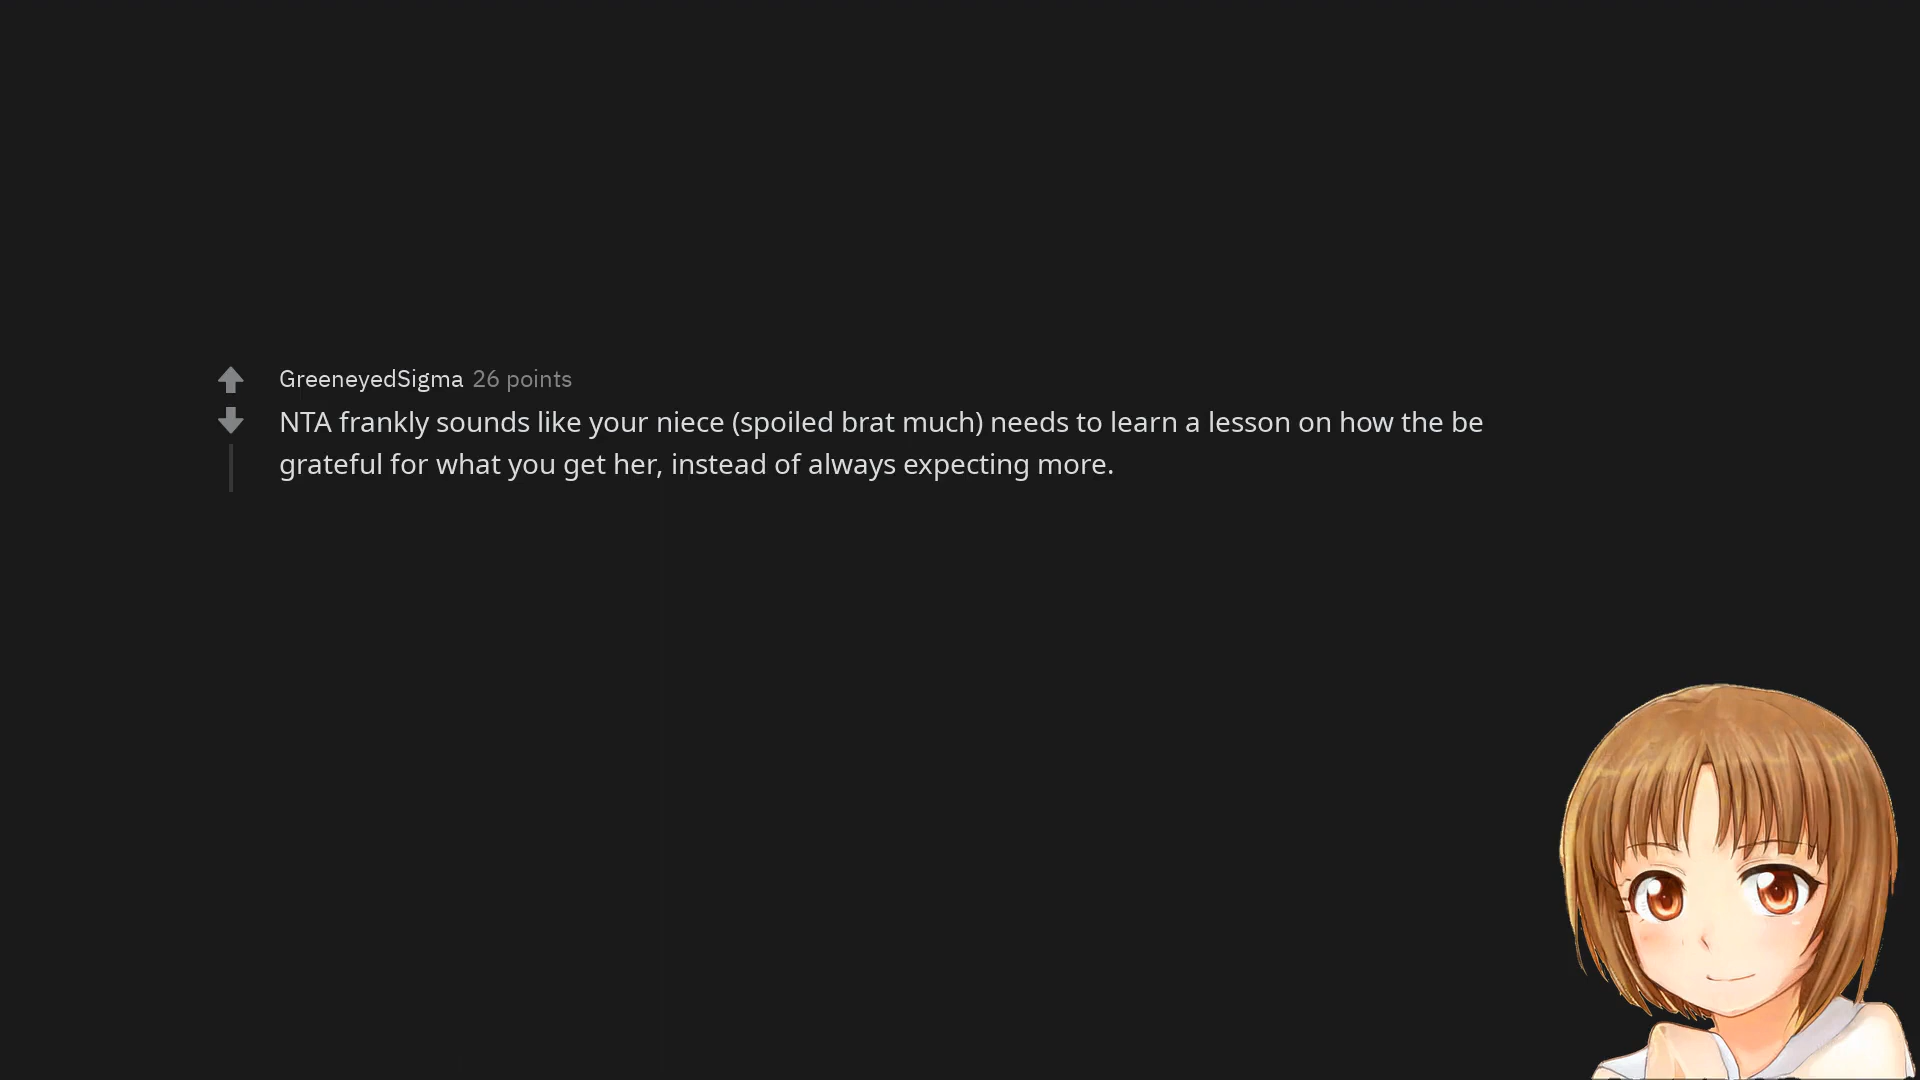 GreeneyedSigma 26 points
NTA frankly sounds like your niece (spoiled brat much) needs to learn a lesson on how the be
grateful for what you get her, instead of always expecting more.